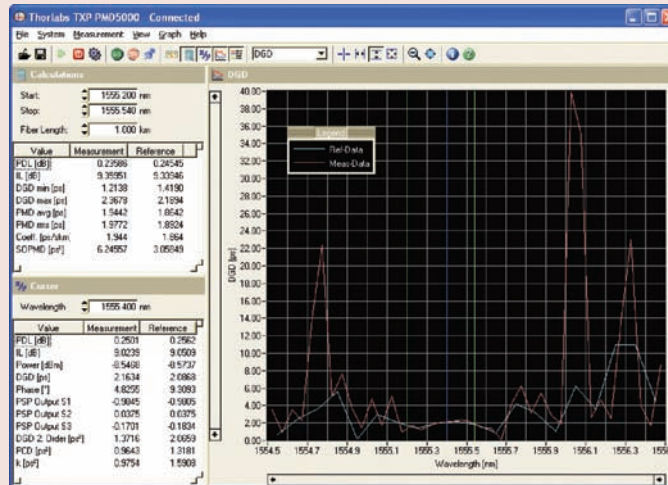 Thorlabs TXP PMD5000 - Connected
File System Measurement View Graph Help
DGD
Calculations
Start: 1555.200 nm
Stop: 1555.540 nm
Fiber Length: 1.000 km
Value Measurement Reference
PDL [dB] 0.23586 0.24545
IL [dB] 9.39951 9.33946
DGD min [ps] 1.2138 1.4190
DGD max [ps] 2.3678 2.1894
PMD avg [ps] 1.9442 1.8642
PMD rms [ps] 1.9772 1.8924
Coeff. [ps/√km] 1.944 1.864
SOPMD [ps²] 6.24557 3.05849
Cursor
Wavelength 1555.400 nm
Value Measurement Reference
PDL [dB] 0.2501 0.2562
IL [dB] 9.0239 9.0509
Power [dBm] -8.5468 -8.5737
DGD [ps] 2.1634 2.0868
Phase [°] 4.8255 9.3093
PSP Output S1 -0.9845 -0.9805
PSP Output S2 0.0375 0.0375
PSP Output S3 -0.1701 -0.1834
DGD 2. Order [ps²] 1.3716 2.0659
PCD [ps²] 0.9643 1.3181
k [ps²] 0.9754 1.5908
DGD
Legend
Ref-Data
Meas-Data
DGD [ps]
40.00
38.00
36.00
34.00
32.00
30.00
28.00
26.00
24.00
22.00
20.00
18.00
16.00
14.00
12.00
10.00
8.00
6.00
4.00
2.00
0.00
1554.5 1554.7 1554.9 1555.1 1555.3 1555.5 1555.7 1555.9 1556.1 1556.3
Wavelength [nm]